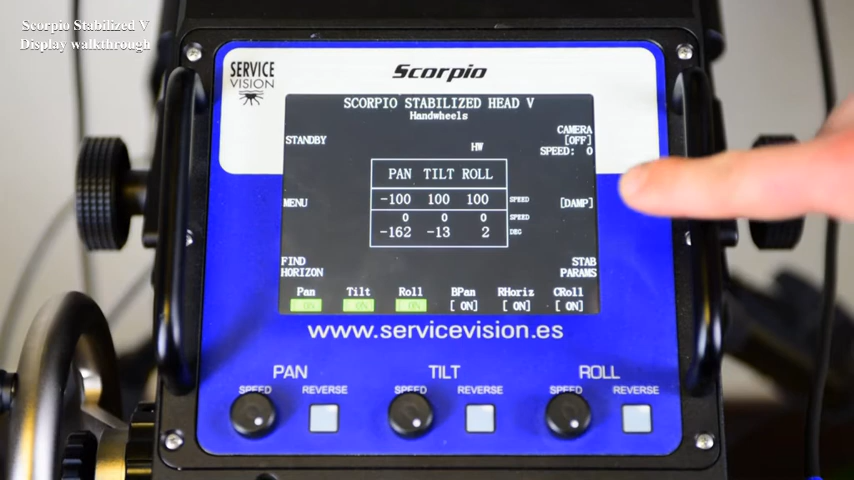 Scorpio Stabilized V
Display walkthrough
SERVICE
VISION
Scorpio
SCORPIO STABILIZED HEAD V
Handwheels
STANDBY
CAMERA
[OFF]
SPEED: 0
HW
PAN TILT ROLL
-100 100 100 SPEED
0 0 0 SPEED
-162 -13 2 DEG
MENU
[DAMP]
FIND
HORIZON
STAB
PARAMS
Pan Tilt Roll BPan RHoriz CRoll
[ ON] [ ON] [ ON] [ ON] [ ON] [ ON]
www.servicevision.es
PAN TILT ROLL
SPEED REVERSE SPEED REVERSE SPEED REVERSE